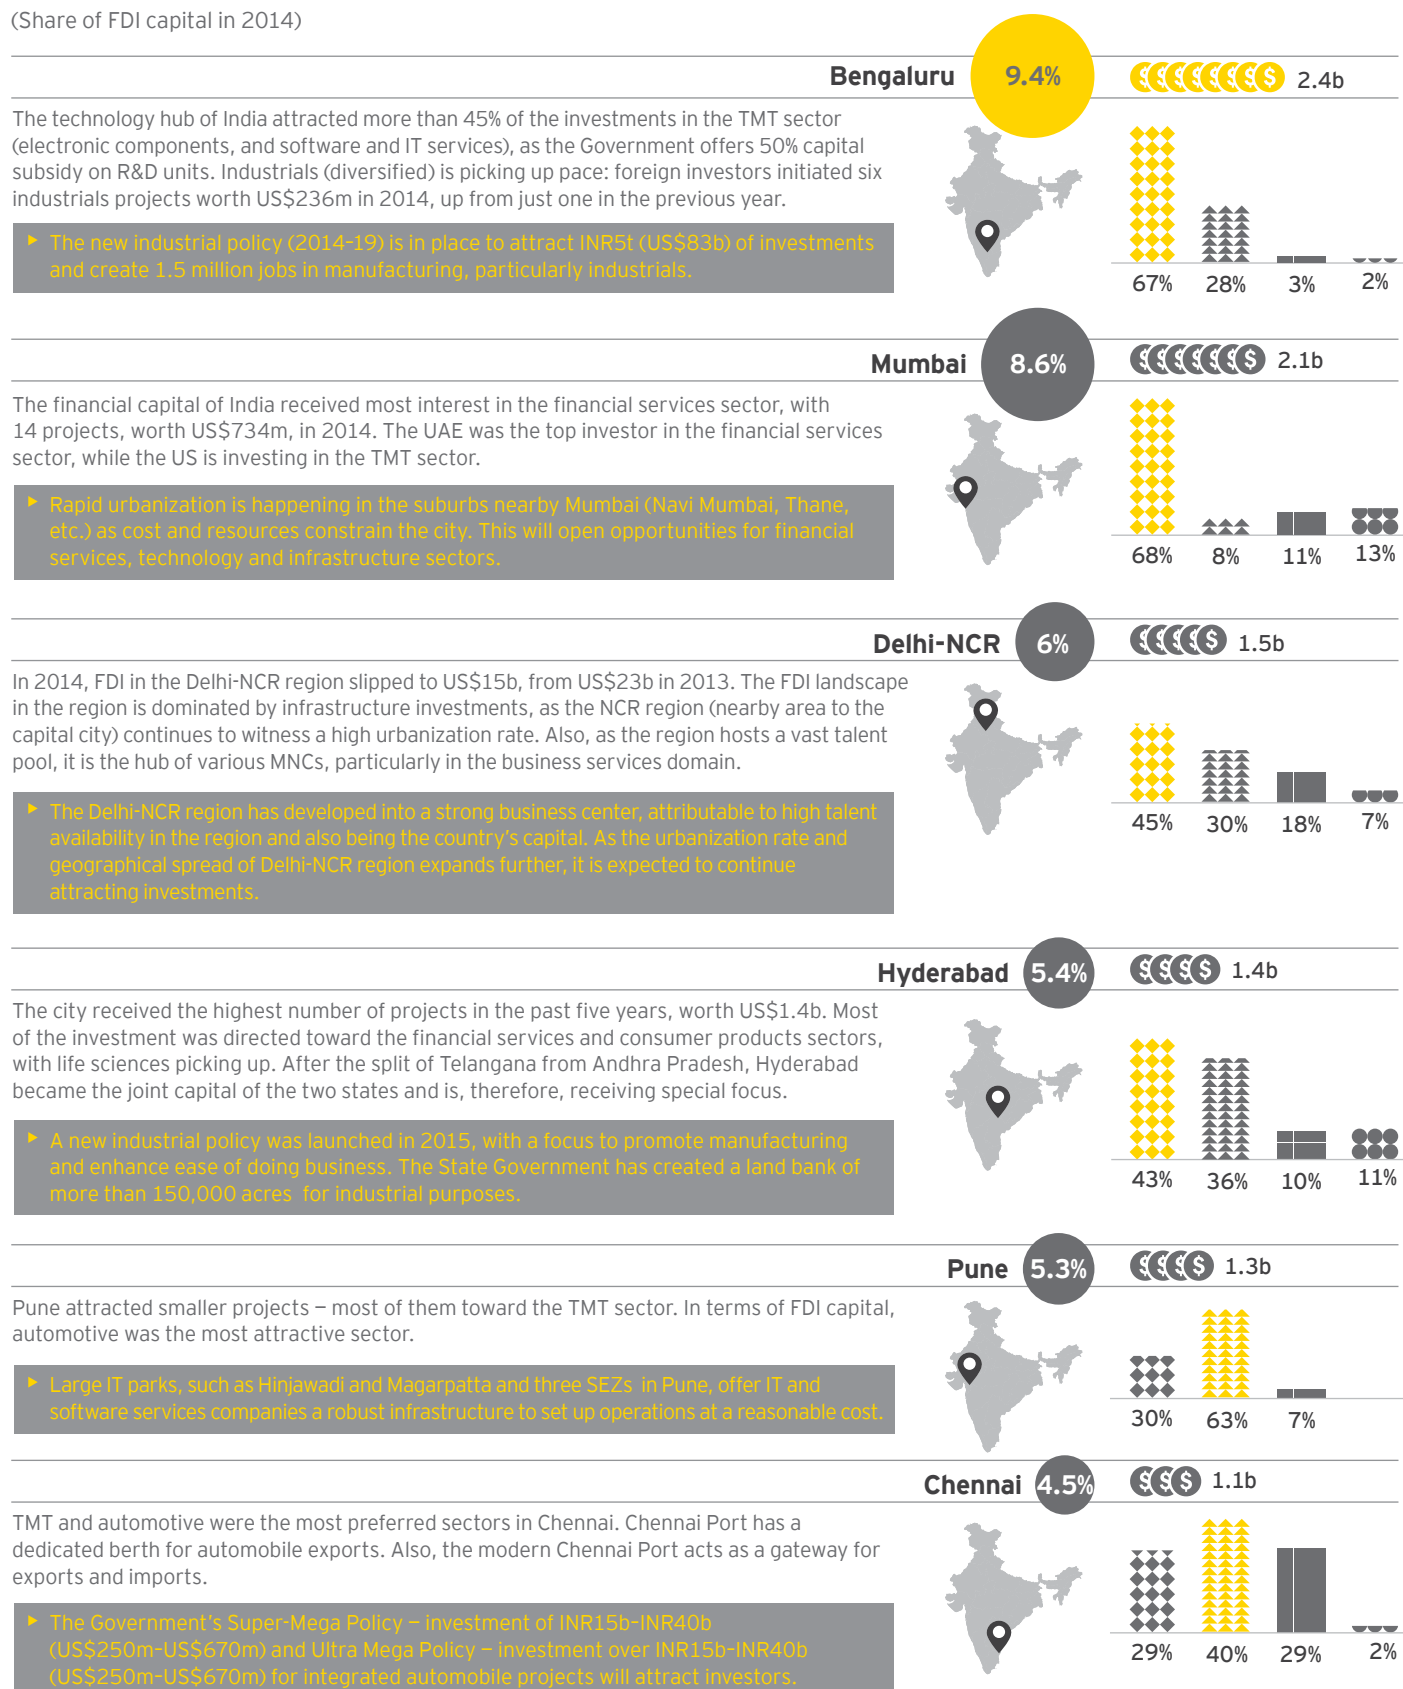 (Share of FDI capital in 2014)
Bengaluru 9.4% $ $ $ $ $ $ $ $ 2.4b
The technology hub of India attracted more than 45% of the investments in the TMT sector
(electronic components, and software and IT services), as the Government offers 50% capital
subsidy on R&D units. Industrials (diversified) is picking up pace: foreign investors initiated six
industrials projects worth US$236m in 2014, up from just one in the previous year.
The new industrial policy (2014–19) is in place to attract INR5t (US$83b) of investments
and create 1.5 million jobs in manufacturing, particularly industrials.
67% 28% 3% 2%
Mumbai 8.6% $ $ $ $ $ $ $ 2.1b
The financial capital of India received most interest in the financial services sector, with
14 projects, worth US$734m, in 2014. The UAE was the top investor in the financial services
sector, while the US is investing in the TMT sector.
Rapid urbanization is happening in the suburbs nearby Mumbai (Navi Mumbai, Thane,
etc.) as cost and resources constrain the city. This will open opportunities for financial
services, technology and infrastructure sectors.
68% 8% 11% 13%
Delhi-NCR 6% $ $ $ $ $ 1.5b
In 2014, FDI in the Delhi-NCR region slipped to US$15b, from US$23b in 2013. The FDI landscape
in the region is dominated by infrastructure investments, as the NCR region (nearby area to the
capital city) continues to witness a high urbanization rate. Also, as the region hosts a vast talent
pool, it is the hub of various MNCs, particularly in the business services domain.
The Delhi-NCR region has developed into a strong business center, attributable to high talent
availability in the region and also being the country's capital. As the urbanization rate and
geographical spread of Delhi-NCR region expands further, it is expected to continue
attracting investments.
45% 30% 18% 7%
Hyderabad 5.4% $ $ $ $ 1.4b
The city received the highest number of projects in the past five years, worth US$1.4b. Most
of the investment was directed toward the financial services and consumer products sectors,
with life sciences picking up. After the split of Telangana from Andhra Pradesh, Hyderabad
became the joint capital of the two states and is, therefore, receiving special focus.
A new industrial policy was launched in 2015, with a focus to promote manufacturing
and enhance ease of doing business. The State Government has created a land bank of
more than 150,000 acres for industrial purposes.
43% 36% 10% 11%
Pune 5.3% $ $ $ $ 1.3b
Pune attracted smaller projects – most of them toward the TMT sector. In terms of FDI capital,
automotive was the most attractive sector.
Large IT parks, such as Hinjawadi and Magarpatta and three SEZs in Pune, offer IT and
software services companies a robust infrastructure to set up operations at a reasonable cost.
30% 63% 7%
Chennai 4.5% $ $ $ 1.1b
TMT and automotive were the most preferred sectors in Chennai. Chennai Port has a
dedicated berth for automobile exports. Also, the modern Chennai Port acts as a gateway for
exports and imports.
The Government's Super-Mega Policy – investment of INR15b–INR40b
(US$250m–US$670m) and Ultra Mega Policy – investment over INR15b–INR40b
(US$250m–US$670m) for integrated automobile projects will attract investors.
29% 40% 29% 2%